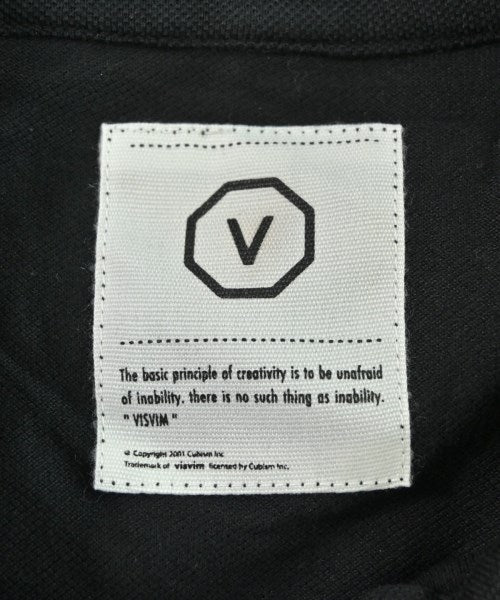 V
The basic principle of creativity is to be unafraid
of inability. there is no such thing as inability.
" VISVIM "
© Copyright 2001 Cubism Inc
Trademark of visvim licensed by Cubism Inc.